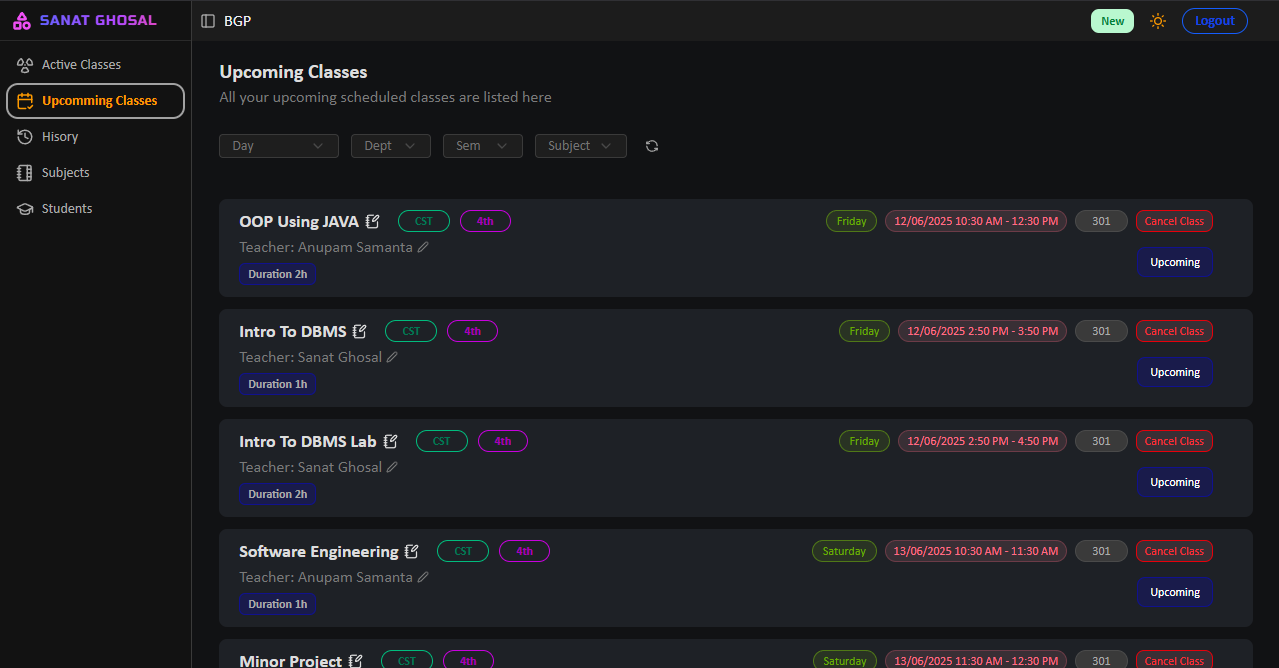 SANAT GHOSAL
BGP
New
Logout
Active Classes
Upcomming Classes
Hisory
Subjects
Students
Upcoming Classes
All your upcoming scheduled classes are listed here
Day Dept Sem Subject
OOP Using JAVA CST 4th Friday 12/06/2025 10:30 AM - 12:30 PM 301 Cancel Class
Teacher: Anupam Samanta
Upcoming
Duration 2h
Intro To DBMS CST 4th Friday 12/06/2025 2:50 PM - 3:50 PM 301 Cancel Class
Teacher: Sanat Ghosal
Upcoming
Duration 1h
Intro To DBMS Lab CST 4th Friday 12/06/2025 2:50 PM - 4:50 PM 301 Cancel Class
Teacher: Sanat Ghosal
Upcoming
Duration 2h
Software Engineering CST 4th Saturday 13/06/2025 10:30 AM - 11:30 AM 301 Cancel Class
Teacher: Anupam Samanta
Upcoming
Duration 1h
Minor Project CST 4th Saturday 13/06/2025 11:30 AM - 12:30 PM 301 Cancel Class